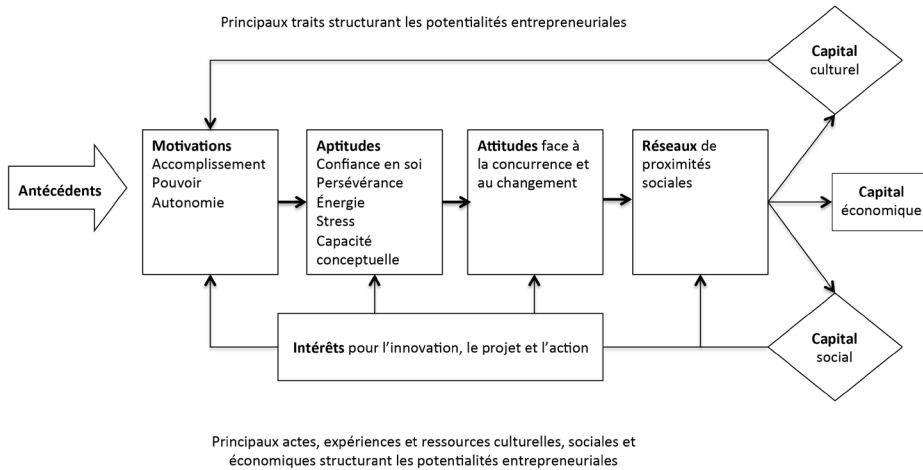 Principaux traits structurant les potentialités entrepreneuriales
Capital
culturel
Antécédents
Motivations
Accomplissement
Pouvoir
Autonomie
Aptitudes
Confiance en soi
Persévérance
Énergie
Stress
Capacité
conceptuelle
Attitudes face à
la concurrence et
au changement
Réseaux de
proximités
sociales
Capital
économique
Intérêts pour l’innovation, le projet et l’action
Capital
social
Principaux actes, expériences et ressources culturelles, sociales et
économiques structurant les potentialités entrepreneuriales